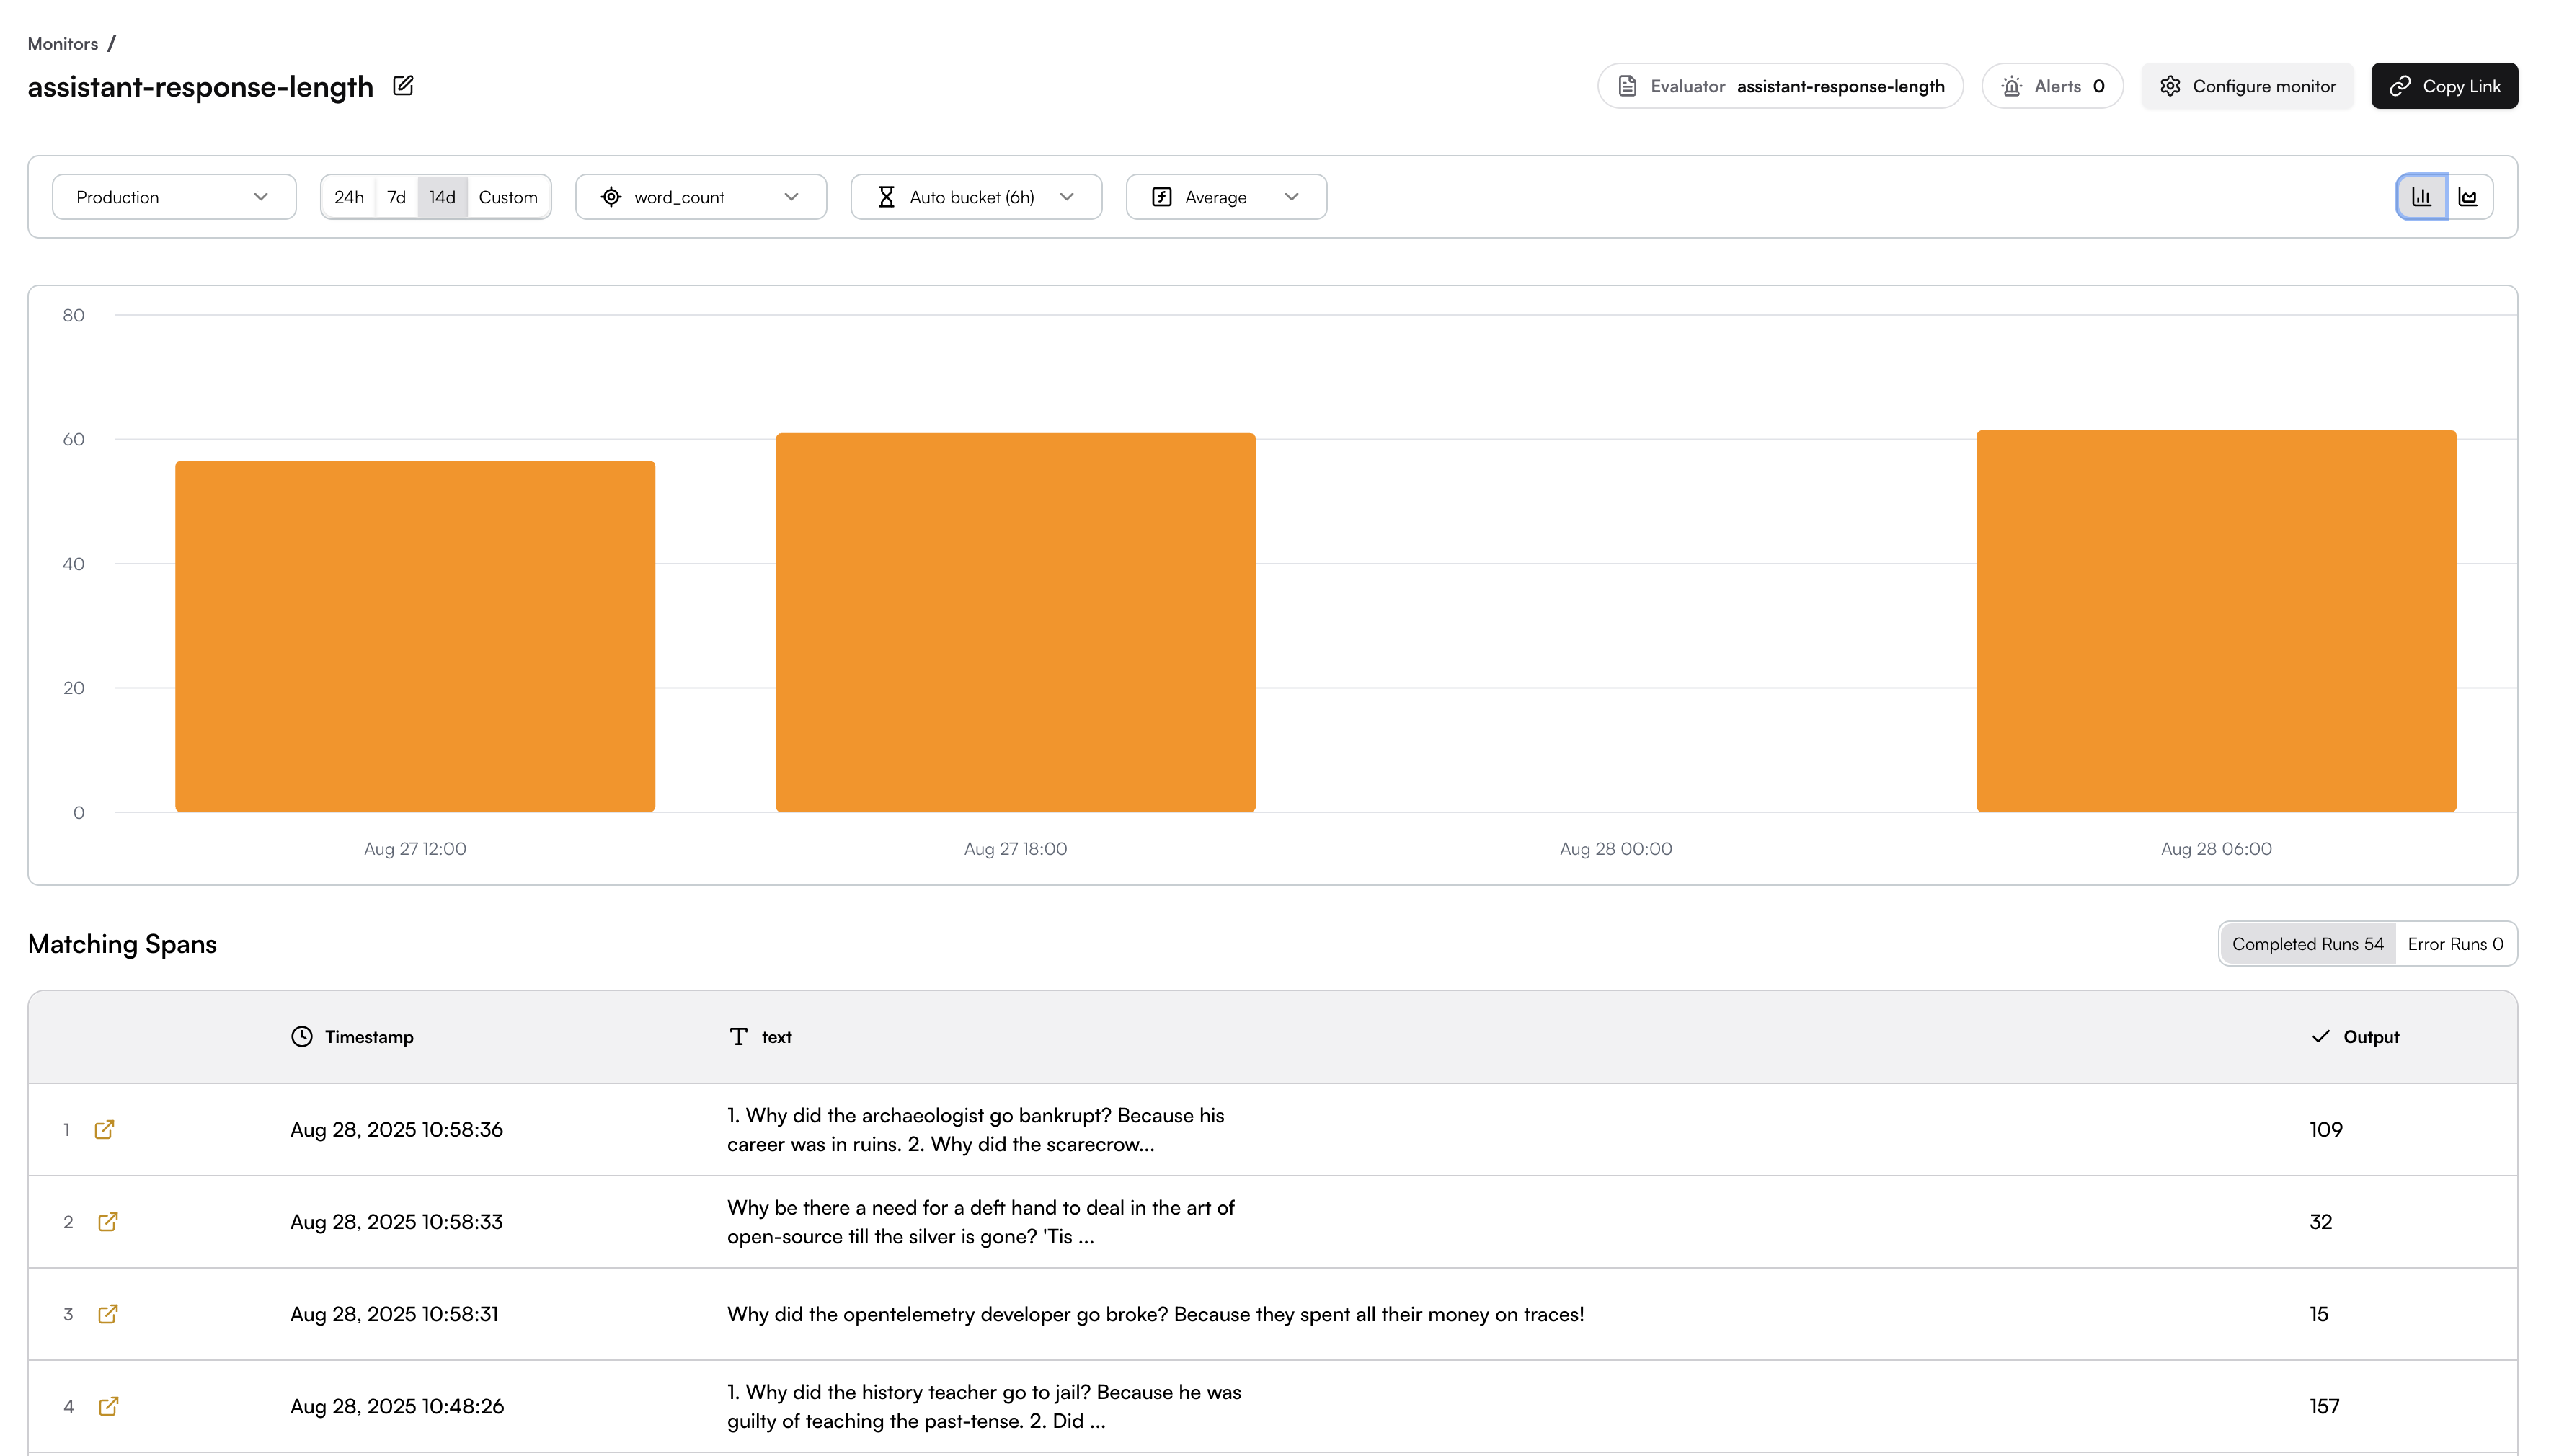 Monitors /
assistant-response-length
Evaluator assistant-response-length
Alerts 0
Configure monitor
Copy Link
Production
24h 7d 14d Custom
word_count
Auto bucket (6h)
Average
80
60
40
20
0
Aug 27 12:00 Aug 27 18:00 Aug 28 00:00 Aug 28 06:00
Matching Spans
Completed Runs 54 Error Runs 0
Timestamp text Output
1 Aug 28, 2025 10:58:36
1. Why did the archaeologist go bankrupt? Because his
career was in ruins. 2. Why did the scarecrow...
109
2 Aug 28, 2025 10:58:33
Why be there a need for a deft hand to deal in the art of
open-source till the silver is gone? 'Tis ...
32
3 Aug 28, 2025 10:58:31
Why did the opentelemetry developer go broke? Because they spent all their money on traces!
15
4 Aug 28, 2025 10:48:26
1. Why did the history teacher go to jail? Because he was
guilty of teaching the past-tense. 2. Did ...
157